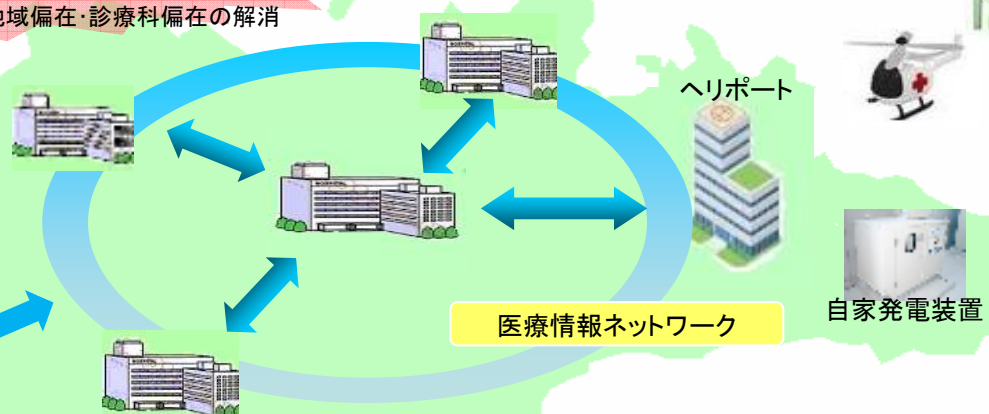 地域偏在・診療科偏在の解消
ヘリポート
医療情報ネットワーク
自家発電装置